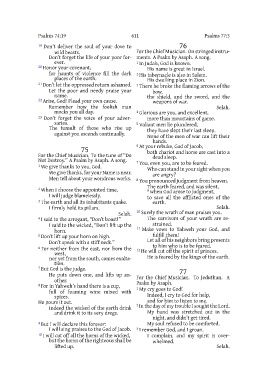 Psalms 74:19 411 Psalms 77:3
19 Don't deliver the soul of your dove to
wild beasts.
Don't forget the life of your poor for-
ever.
20 Honor your covenant,
for haunts of violence fill the dark
places of the earth.
21 Don't let the oppressed return ashamed.
Let the poor and needy praise your
name.
22 Arise, God! Plead your own cause.
Remember how the foolish man
mocks you all day.
23 Don't forget the voice of your adver-
saries.
The tumult of those who rise up
against you ascends continually.
75
For the Chief Musician. To the tune of "Do
Not Destroy." A Psalm by Asaph. A song.
1 We give thanks to you, God.
We give thanks, for your Name is near.
Men tell about your wondrous works.
2 When I choose the appointed time,
I will judge blamelessly.
3 The earth and all its inhabitants quake.
I firmly hold its pillars.
Selah.
4 I said to the arrogant, "Don't boast!"
I said to the wicked, "Don't lift up the
horn.
5 Don't lift up your horn on high.
Don't speak with a stiff neck."
6 For neither from the east, nor from the
west,
nor yet from the south, comes exalta-
tion.
7 But God is the judge.
He puts down one, and lifts up an-
other.
8 For in Yahweh's hand there is a cup,
full of foaming wine mixed with
spices.
He pours it out.
Indeed the wicked of the earth drink
and drink it to its very dregs.
9 But I will declare this forever:
I will sing praises to the God of Jacob.
10 I will cut off all the horns of the wicked,
but the horns of the righteous shall be
lifted up.
76
For the Chief Musician. On stringed instru-
ments. A Psalm by Asaph. A song.
1 In Judah, God is known.
His name is great in Israel.
2 His tabernacle is also in Salem.
His dwelling place in Zion.
3 There he broke the flaming arrows of the
bow,
the shield, and the sword, and the
weapons of war.
Selah.
4 Glorious are you, and excellent,
more than mountains of game.
5 Valiant men lie plundered,
they have slept their last sleep.
None of the men of war can lift their
hands.
6 At your rebuke, God of Jacob,
both chariot and horse are cast into a
dead sleep.
7 You, even you, are to be feared.
Who can stand in your sight when you
are angry?
8 You pronounced judgment from heaven.
The earth feared, and was silent,
9 when God arose to judgment,
to save all the afflicted ones of the
earth.
Selah.
10 Surely the wrath of man praises you.
The survivors of your wrath are re-
strained.
11 Make vows to Yahweh your God, and
fulfill them!
Let all of his neighbors bring presents
to him who is to be feared.
12 He will cut off the spirit of princes.
He is feared by the kings of the earth.
77
For the Chief Musician. To Jeduthun. A
Psalm by Asaph.
1 My cry goes to God!
Indeed, I cry to God for help,
and for him to listen to me.
2 In the day of my trouble I sought the Lord.
My hand was stretched out in the
night, and didn't get tired.
My soul refused to be comforted.
3 I remember God, and I groan.
I complain, and my spirit is over-
whelmed.
Selah.